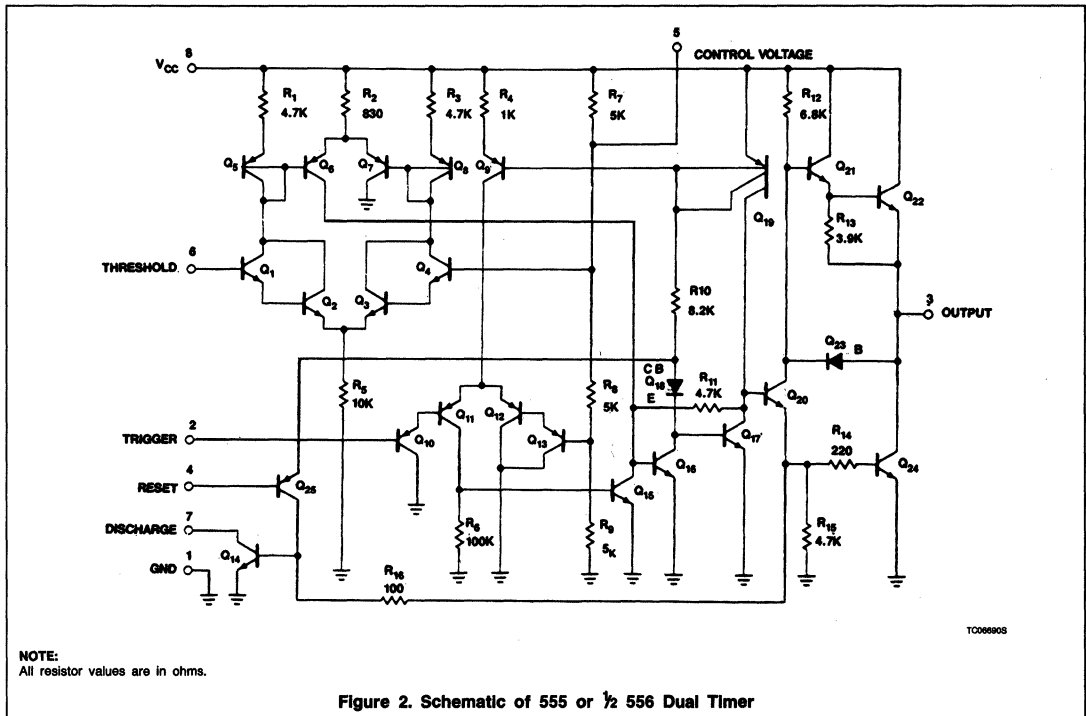 5
CONTROL VOLTAGE
8
VCC
R1
4.7K
R2
830
R3
4.7K
R4
1K
R7
5K
R12
6.8K
Q5
Q6
Q7
Q8
Q9
Q19
Q21
Q22
R13
3.9K
6
THRESHOLD
Q1
Q2
Q3
Q4
R10
8.2K
3
OUTPUT
Q23
B
C B
Q18
E
R11
4.7K
Q20
R5
10K
R8
5K
Q11
Q12
Q10
Q13
Q17
R14
220
2
TRIGGER
Q16
Q24
4
RESET
Q25
Q15
R6
100K
R9
5K
R15
4.7K
7
DISCHARGE
Q14
1
GND
R16
100
TC06690S
NOTE:
All resistor values are in ohms.
Figure 2. Schematic of 555 or ½ 556 Dual Timer